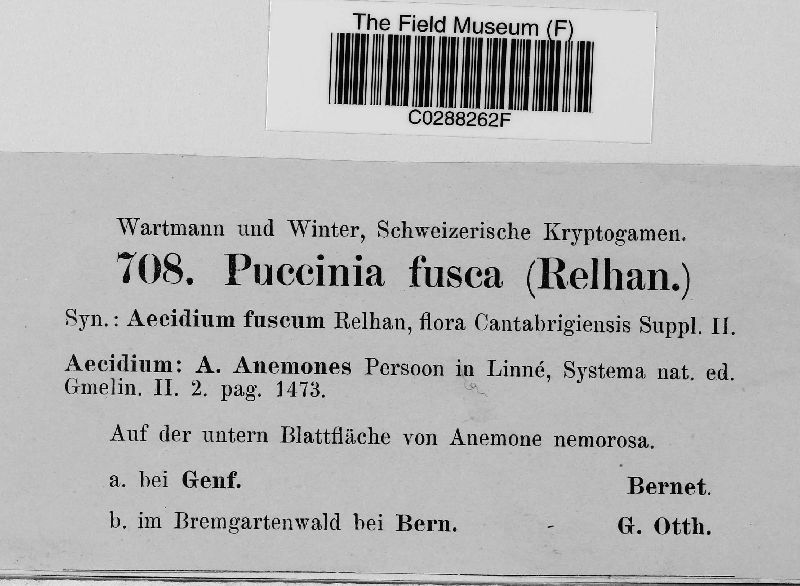 The Field Museum (F)
C0288262F
Wartmann und Winter, Schweizerische Kryptogamen.
708. Puccinia fusca (Relhan.)
Syn.: Aecidium fuscum Relhan, flora Cantabrigiensis Suppl. II.
Aecidium: A. Anemones Persoon in Linné, Systema nat. ed.
Gmelin. II. 2. pag. 1473.
Auf der untern Blattfläche von Anemone nemorosa.
a. bei Genf. Bernet.
b. im Bremgartenwald bei Bern. - G. Otth.